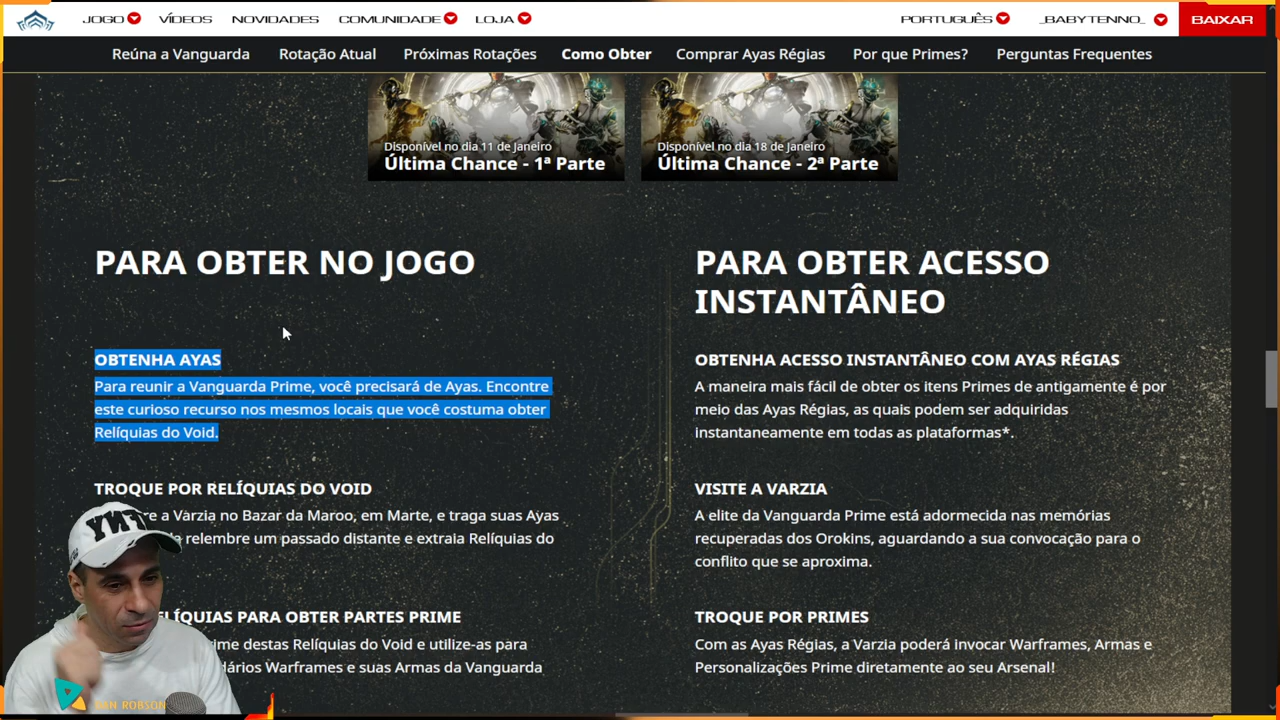 JOGO VÍDEOS NOVIDADES COMUNIDADE LOJA PORTUGUÊS _BABYTENNO_ BAIXAR
Reúna a Vanguarda Rotação Atual Próximas Rotações Como Obter Comprar Ayas Régias Por que Primes? Perguntas Frequentes
Disponível no dia 11 de Janeiro
Última Chance - 1ª Parte
Disponível no dia 18 de Janeiro
Última Chance - 2ª Parte
PARA OBTER NO JOGO
OBTENHA AYAS
Para reunir a Vanguarda Prime, você precisará de Ayas. Encontre
este curioso recurso nos mesmos locais que você costuma obter
Relíquias do Void.
TROQUE POR RELÍQUIAS DO VOID
a Varzia no Bazar da Maroo, em Marte, e traga suas Ayas
relembre um passado distante e extraia Relíquias do
PARA OBTER PARTES PRIME
destas Relíquias do Void e utilize-as para
Warframes e suas Armas da Vanguarda
PARA OBTER ACESSO
INSTANTÂNEO
OBTENHA ACESSO INSTANTÂNEO COM AYAS RÉGIAS
A maneira mais fácil de obter os itens Primes de antigamente é por
meio das Ayas Régias, as quais podem ser adquiridas
instantaneamente em todas as plataformas*.
VISITE A VARZIA
A elite da Vanguarda Prime está adormecida nas memórias
recuperadas dos Orokins, aguardando a sua convocação para o
conflito que se aproxima.
TROQUE POR PRIMES
Com as Ayas Régias, a Varzia poderá invocar Warframes, Armas e
Personalizações Prime diretamente ao seu Arsenal!
ROBSON